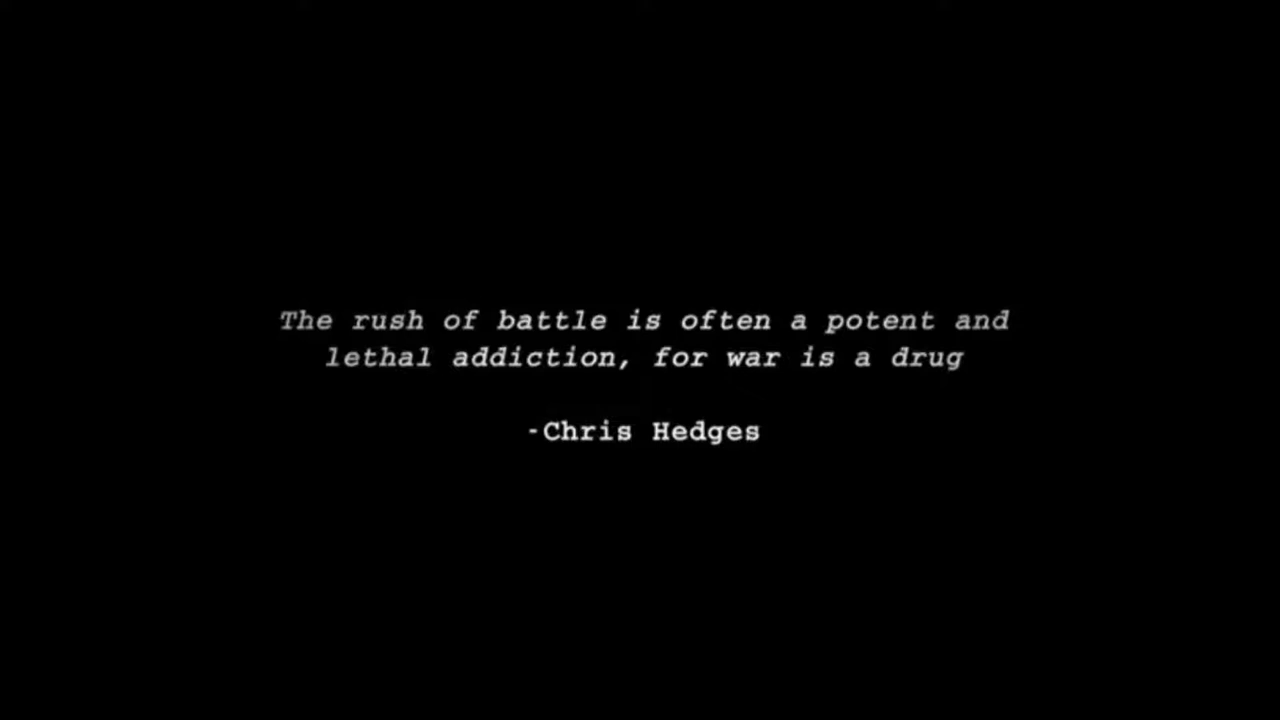 The rush of battle is often a potent and
lethal addiction, for war is a drug
-Chris Hedges